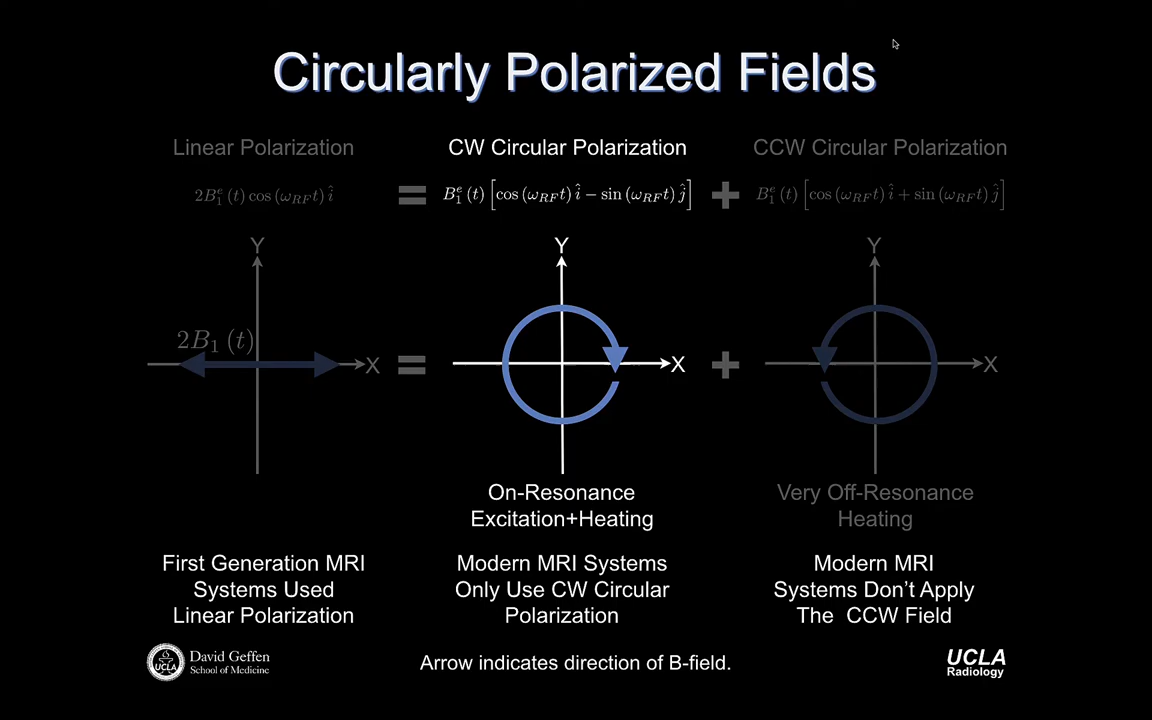 Circularly Polarized Fields
Linear Polarization
CW Circular Polarization
CCW Circular Polarization
2B₁ᵉ (t) cos (ω_RF t) î
=
B₁ᵉ (t) [cos (ω_RF t) î − sin (ω_RF t) ĵ]
+
B₁ᵉ (t) [cos (ω_RF t) î + sin (ω_RF t) ĵ]
Y
Y
Y
2B₁ (t)
X
=
X
+
X
On-Resonance
Excitation+Heating
Very Off-Resonance
Heating
First Generation MRI
Systems Used
Linear Polarization
Modern MRI Systems
Only Use CW Circular
Polarization
Modern MRI
Systems Don't Apply
The CCW Field
UCLA
David Geffen
School of Medicine
Arrow indicates direction of B-field.
UCLA
Radiology